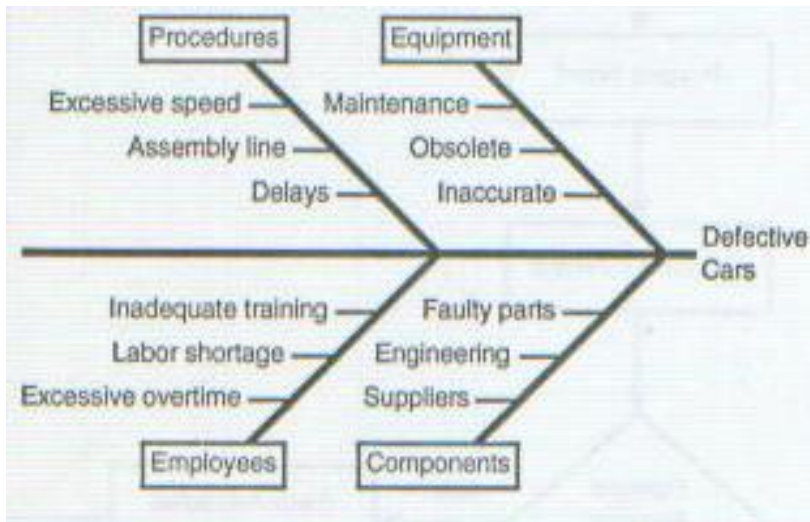 Procedures
Equipment
Excessive speed
Maintenance
Assembly line
Obsolete
Delays
Inaccurate
Defective
Cars
Inadequate training
Faulty parts
Labor shortage
Engineering
Excessive overtime
Suppliers
Employees
Components